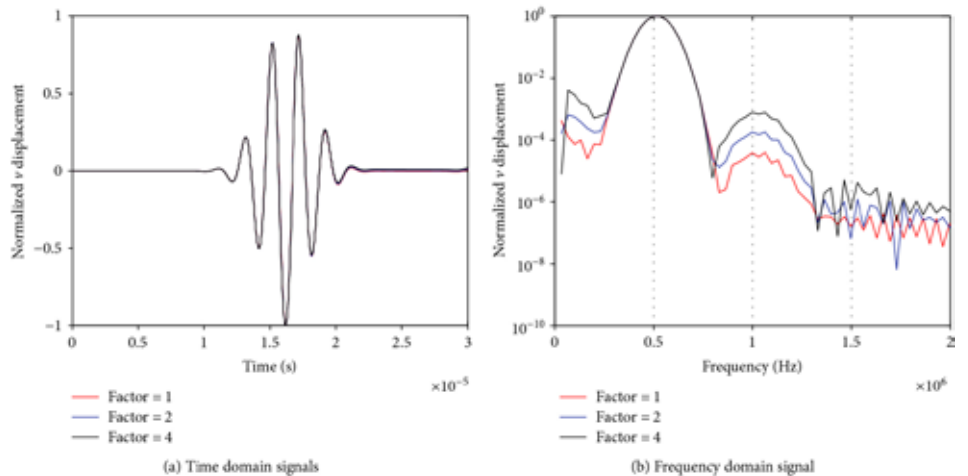 1
0.5
0
−0.5
−1
Normalized v displacement
0
0.5
1
1.5
2
2.5
3
Time (s)
×10−5
Factor = 1
Factor = 2
Factor = 4
(a) Time domain signals
100
10−2
10−4
10−6
10−8
10−10
Normalized v displacement
0
0.5
1
1.5
2
Frequency (Hz)
×106
Factor = 1
Factor = 2
Factor = 4
(b) Frequency domain signal